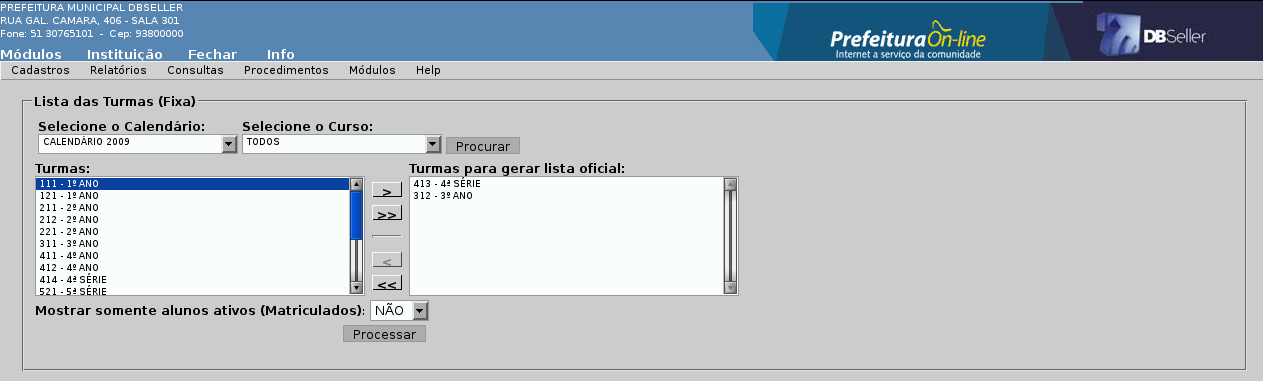 PREFEITURA MUNICIPAL DBSELLER
RUA GAL. CAMARA, 406 - SALA 301
Fone: 51 30765101 - Cep: 93800000
Módulos Instituição Fechar Info
PrefeituraOn-line
Internet a serviço da comunidade
DBSeller
Cadastros Relatórios Consultas Procedimentos Módulos Help
Lista das Turmas (Fixa)
Selecione o Calendário: Selecione o Curso:
CALENDÁRIO 2009 TODOS Procurar
Turmas: Turmas para gerar lista oficial:
111 - 1º ANO
121 - 1º ANO
211 - 2º ANO
212 - 2º ANO
221 - 2º ANO
311 - 3º ANO
411 - 4º ANO
412 - 4º ANO
414 - 4ª SÉRIE
521 - 5ª SÉRIE
>
>>
<
<<
413 - 4ª SÉRIE
312 - 3º ANO
Mostrar somente alunos ativos (Matriculados): NÃO
Processar